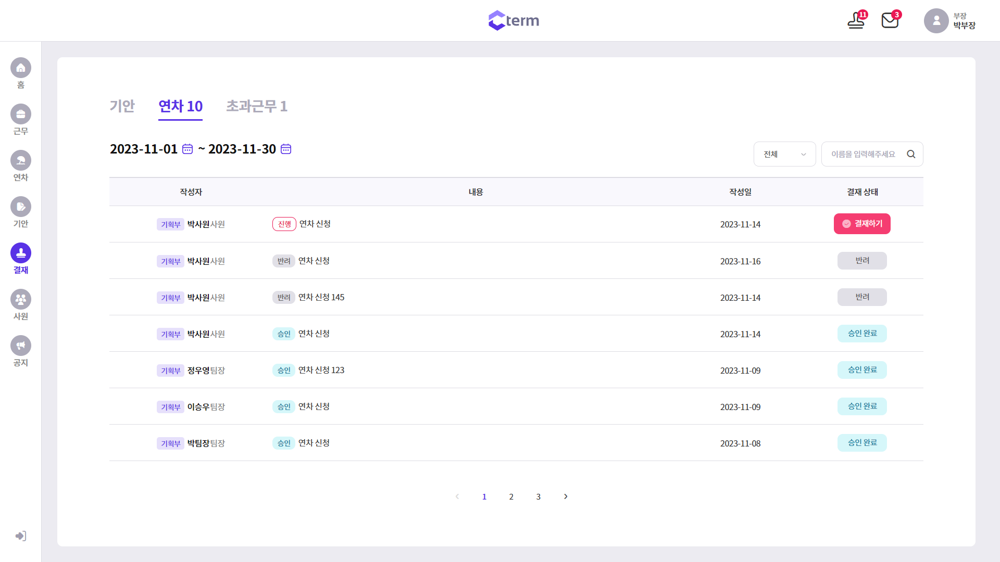 term
11
3
부장
박부장
홈
근무
연차
기안
결재
사원
공지
기안 연차 10 초과근무 1
2023-11-01 ~ 2023-11-30
전체 이름을 입력해주세요
작성자 내용 작성일 결재 상태
기획부 박사원사원 진행 연차 신청 2023-11-14 결재하기
기획부 박사원사원 반려 연차 신청 2023-11-16 반려
기획부 박사원사원 반려 연차 신청 145 2023-11-14 반려
기획부 박사원사원 승인 연차 신청 2023-11-14 승인 완료
기획부 정우영팀장 승인 연차 신청 123 2023-11-09 승인 완료
기획부 이승우팀장 승인 연차 신청 2023-11-09 승인 완료
기획부 박팀장팀장 승인 연차 신청 2023-11-08 승인 완료
1 2 3